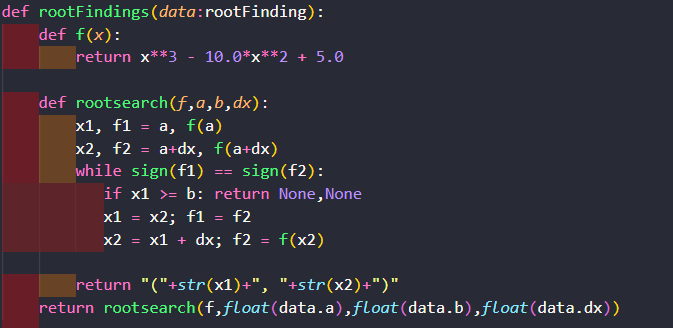 def rootFindings(data:rootFinding):
    def f(x):
        return x**3 - 10.0*x**2 + 5.0

    def rootsearch(f,a,b,dx):
        x1, f1 = a, f(a)
        x2, f2 = a+dx, f(a+dx)
        while sign(f1) == sign(f2):
            if x1 >= b: return None,None
            x1 = x2; f1 = f2
            x2 = x1 + dx; f2 = f(x2)

        return "("+str(x1)+", "+str(x2)+")"
    return rootsearch(f,float(data.a),float(data.b),float(data.dx))